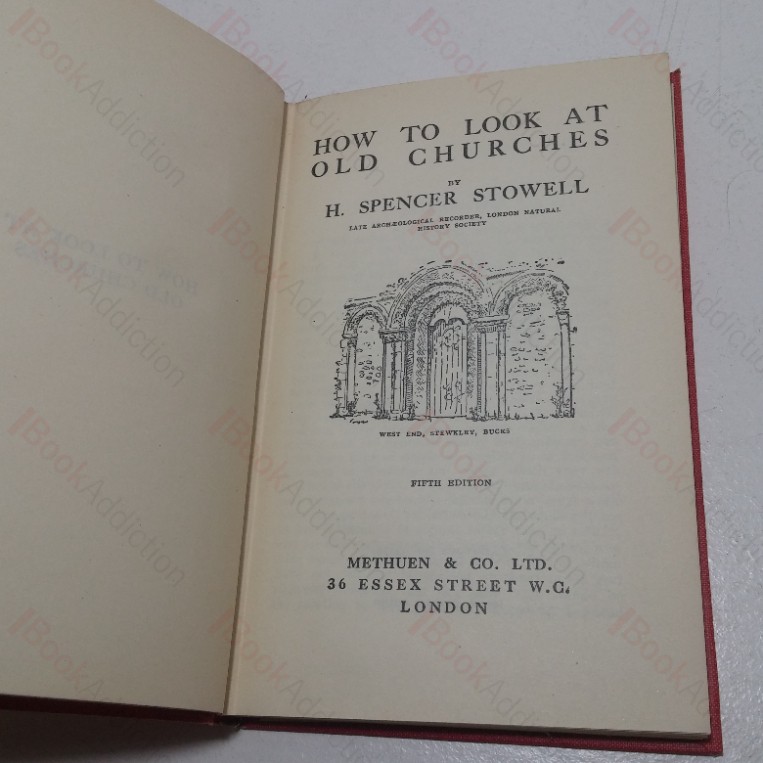 HOW TO LOOK AT
OLD CHURCHES
BY
H. SPENCER STOWELL
LATE ARCHÆOLOGICAL RECORDER, LONDON NATURAL
HISTORY SOCIETY
WEST END, STEWKLEY, BUCKS
FIFTH EDITION
METHUEN & CO. LTD.
36 ESSEX STREET W.C.
LONDON
BookAddiction